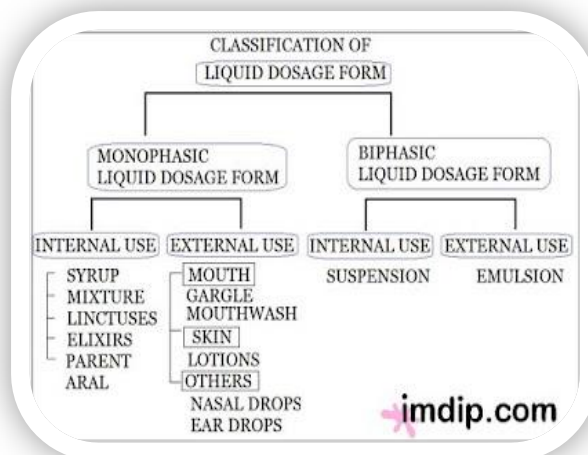 CLASSIFICATION OF
LIQUID DOSAGE FORM
MONOPHASIC
LIQUID DOSAGE FORM
BIPHASIC
LIQUID DOSAGE FORM
INTERNAL USE
EXTERNAL USE
INTERNAL USE
EXTERNAL USE
SYRUP
MIXTURE
LINCTUSES
ELIXIRS
PARENT
ARAL
MOUTH
GARGLE
MOUTHWASH
SKIN
LOTIONS
OTHERS
NASAL DROPS
EAR DROPS
SUSPENSION
EMULSION
imdip.com